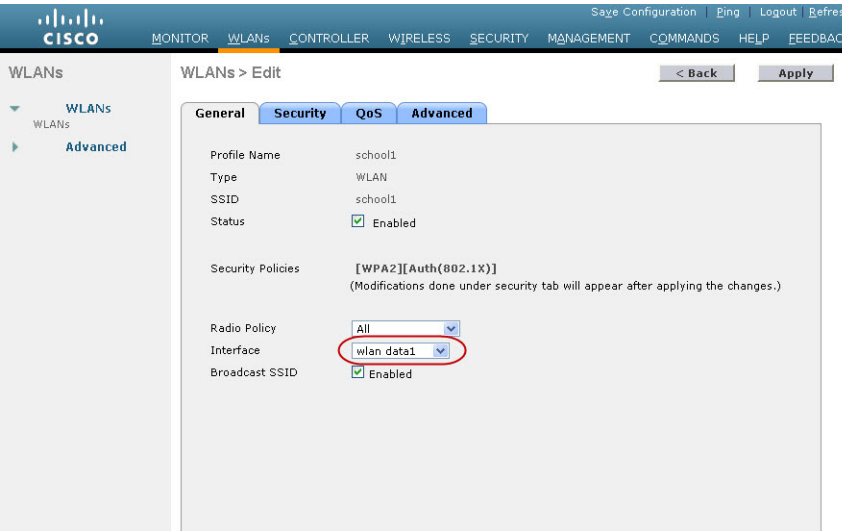 Save Configuration | Ping | Logout | Refres
CISCO
MONITOR WLANs CONTROLLER WIRELESS SECURITY MANAGEMENT COMMANDS HELP FEEDBAC
WLANs
WLANs > Edit
< Back
Apply
WLANs
WLANs
Advanced
General Security QoS Advanced
Profile Name school1
Type WLAN
SSID school1
Status Enabled
Security Policies [WPA2][Auth(802.1X)]
(Modifications done under security tab will appear after applying the changes.)
Radio Policy All
Interface wlan data1
Broadcast SSID Enabled